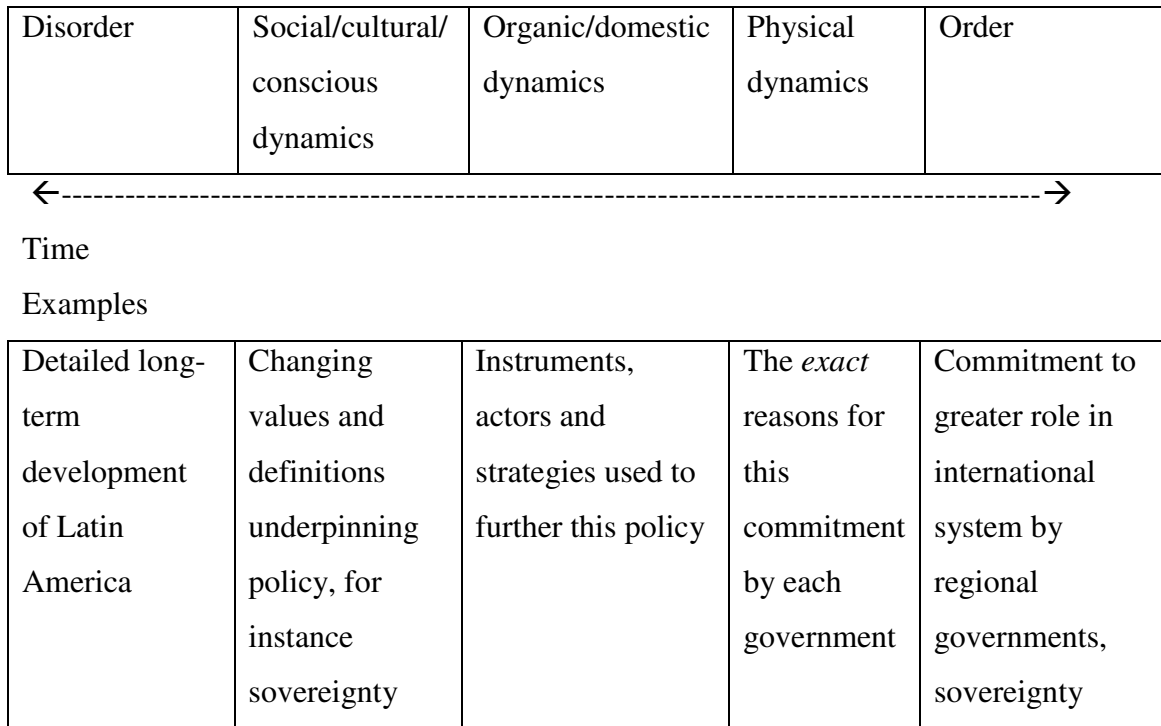 Disorder
Social/cultural/
conscious
dynamics
Organic/domestic
dynamics
Physical
dynamics
Order
←---------------------------------------------------------------------------------------------→
Time
Examples
Detailed long-
term
development
of Latin
America
Changing
values and
definitions
underpinning
policy, for
instance
sovereignty
Instruments,
actors and
strategies used to
further this policy
The exact
reasons for
this
commitment
by each
government
Commitment to
greater role in
international
system by
regional
governments,
sovereignty